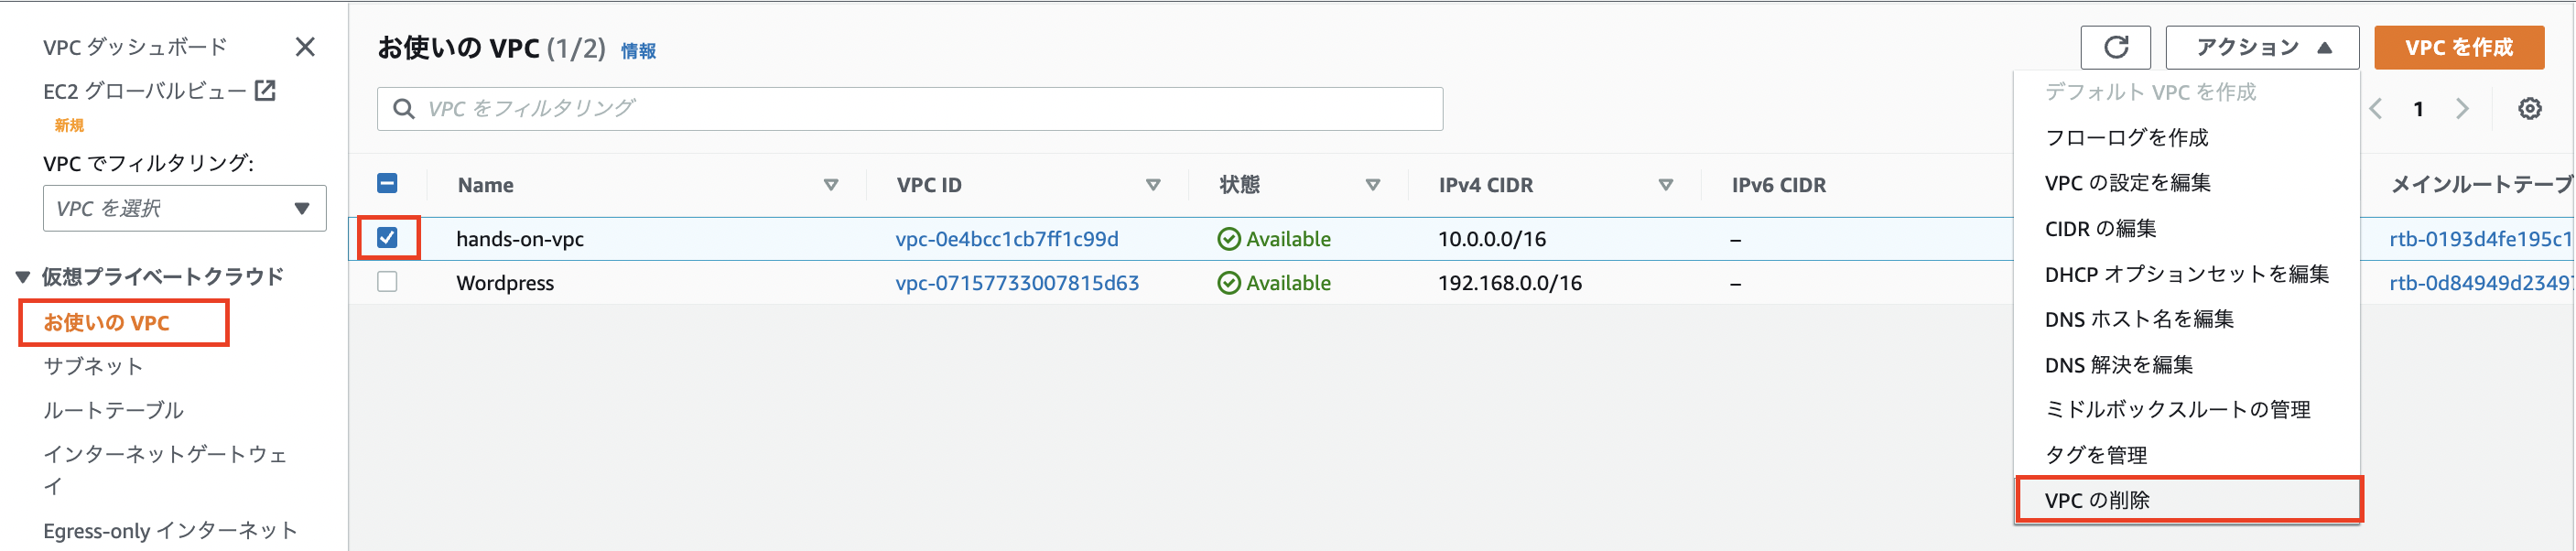 VPC ダッシュボード
EC2 グローバルビュー
新規
VPC でフィルタリング:
VPC を選択
仮想プライベートクラウド
お使いの VPC
サブネット
ルートテーブル
インターネットゲートウェ
イ
Egress-only インターネット
お使いの VPC (1/2) 情報
アクション
VPC を作成
VPC をフィルタリング
1
Name VPC ID 状態 IPv4 CIDR IPv6 CIDR メインルートテーブ
hands-on-vpc vpc-0e4bcc1cb7ff1c99d Available 10.0.0.0/16 – rtb-0193d4fe195c1
Wordpress vpc-07157733007815d63 Available 192.168.0.0/16 – rtb-0d84949d23497
デフォルト VPC を作成
フローログを作成
VPC の設定を編集
CIDR の編集
DHCP オプションセットを編集
DNS ホスト名を編集
DNS 解決を編集
ミドルボックスルートの管理
タグを管理
VPC の削除